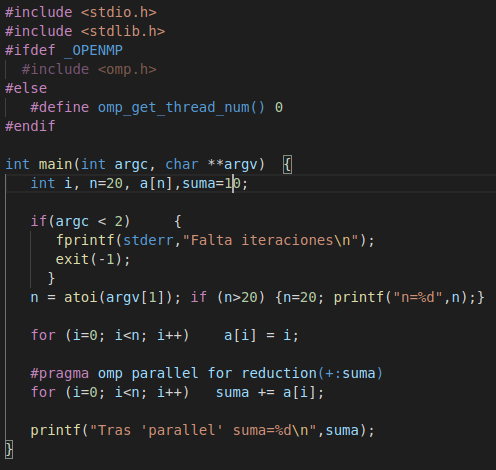 #include <stdio.h>
#include <stdlib.h>
#ifdef _OPENMP
#include <omp.h>
#else
#define omp_get_thread_num() 0
#endif
int main(int argc, char **argv) {
int i, n=20, a[n],suma=10;
if(argc < 2) {
fprintf(stderr,"Falta iteraciones\n");
exit(-1);
}
n = atoi(argv[1]); if (n>20) {n=20; printf("n=%d",n);}
for (i=0; i<n; i++) a[i] = i;
#pragma omp parallel for reduction(+:suma)
for (i=0; i<n; i++) suma += a[i];
printf("Tras 'parallel' suma=%d\n",suma);
}